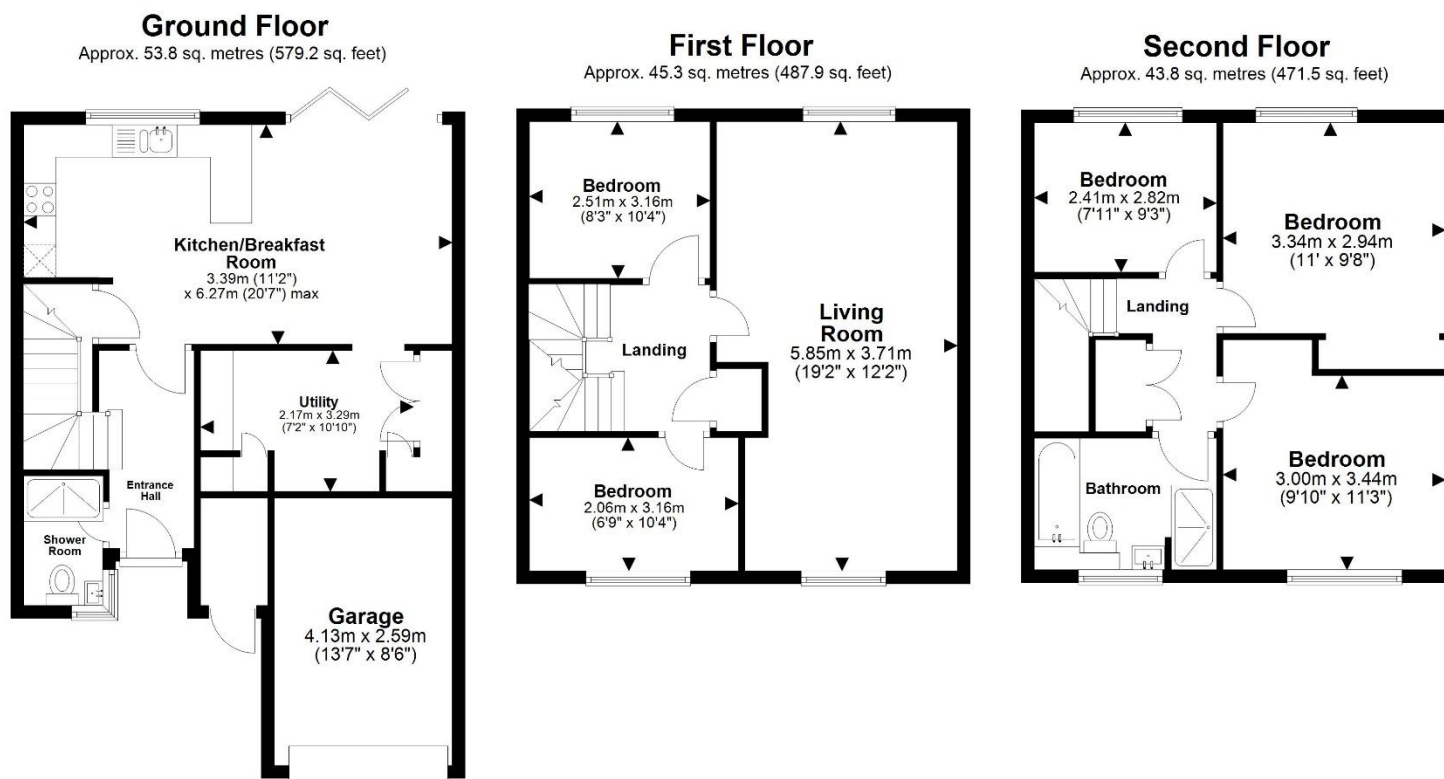 Ground Floor
Approx. 53.8 sq. metres (579.2 sq. feet)
Kitchen/Breakfast
Room
3.39m (11'2")
x 6.27m (20'7") max
Utility
2.17m x 3.29m
(7'2" x 10'10")
Entrance
Hall
Shower
Room
Garage
4.13m x 2.59m
(13'7" x 8'6")
First Floor
Approx. 45.3 sq. metres (487.9 sq. feet)
Bedroom
2.51m x 3.16m
(8'3" x 10'4")
Living
Room
5.85m x 3.71m
(19'2" x 12'2")
Landing
Bedroom
2.06m x 3.16m
(6'9" x 10'4")
Second Floor
Approx. 43.8 sq. metres (471.5 sq. feet)
Bedroom
2.41m x 2.82m
(7'11" x 9'3")
Bedroom
3.34m x 2.94m
(11' x 9'8")
Landing
Bathroom
Bedroom
3.00m x 3.44m
(9'10" x 11'3")